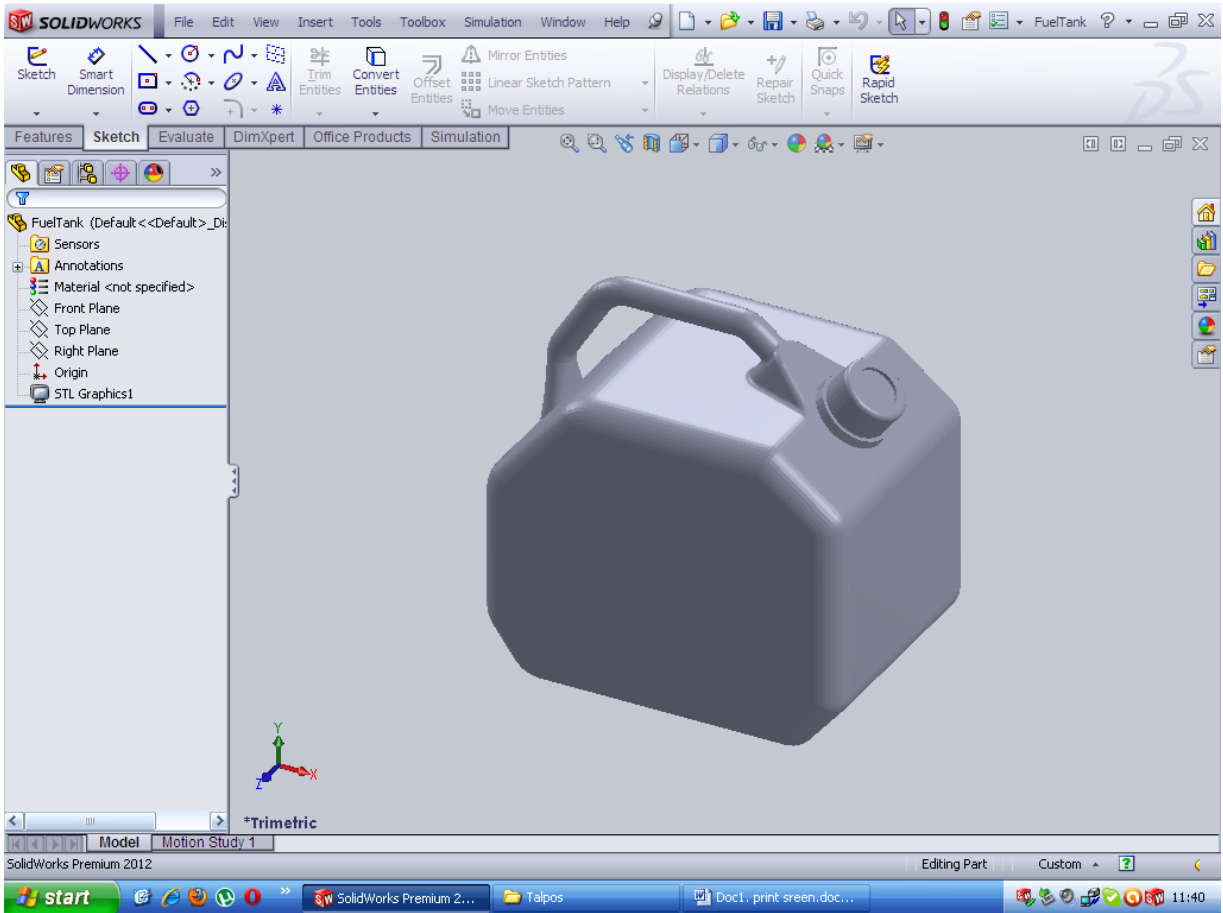 SOLIDWORKS File Edit View Insert Tools Toolbox Simulation Window Help FuelTank ?
Sketch Smart Dimension Trim Entities Convert Entities Offset Entities Mirror Entities Linear Sketch Pattern Move Entities Display/Delete Relations Repair Sketch Quick Snaps Rapid Sketch
Features Sketch Evaluate DimXpert Office Products Simulation
FuelTank (Default<<Default>_Di
Sensors
Annotations
Material <not specified>
Front Plane
Top Plane
Right Plane
Origin
STL Graphics1
Y
X
Z
*Trimetric
Model Motion Study 1
SolidWorks Premium 2012 Editing Part Custom ?
start SolidWorks Premium 2... Talpos Doc1. print sreen.doc... 11:40